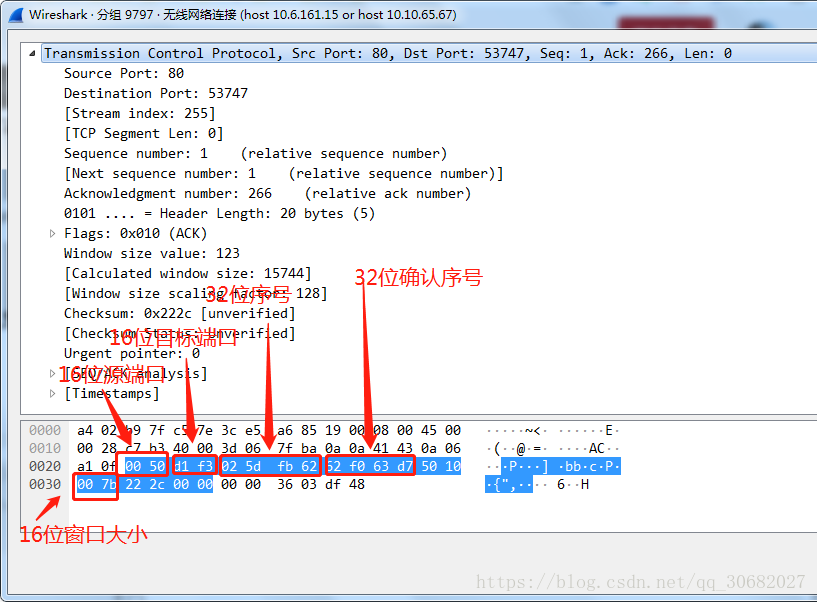 Wireshark · 分组 9797 · 无线网络连接 (host 10.6.161.15 or host 10.10.65.67)
Transmission Control Protocol, Src Port: 80, Dst Port: 53747, Seq: 1, Ack: 266, Len: 0
Source Port: 80
Destination Port: 53747
[Stream index: 255]
[TCP Segment Len: 0]
Sequence number: 1    (relative sequence number)
[Next sequence number: 1    (relative sequence number)]
Acknowledgment number: 266    (relative ack number)
0101 .... = Header Length: 20 bytes (5)
Flags: 0x010 (ACK)
Window size value: 123
[Calculated window size: 15744]
32位确认序号
[Window size scaling factor: 128]
32位序号
Checksum: 0x222c [unverified]
[Checksum Status: Unverified]
16位目标端口
Urgent pointer: 0
[SEQ/ACK analysis]
16位源端口
[Timestamps]
0000 a4 02 b9 7f c5 7e 3c e5 a6 85 19 00 08 00 45 00 ·····~<· ······E·
0010 00 28 c7 b3 40 00 3d 06 7f ba 0a 0a 41 43 0a 06 ·(··@·=· ····AC··
0020 a1 0f 00 50 d1 f3 02 5d fb 62 62 f0 63 d7 50 10 ···P···] ·bb·c·P·
0030 00 7b 22 2c 00 00 00 00 36 03 df 48 ·{",···· 6··H
16位窗口大小
https://blog.csdn.net/qq_30682027